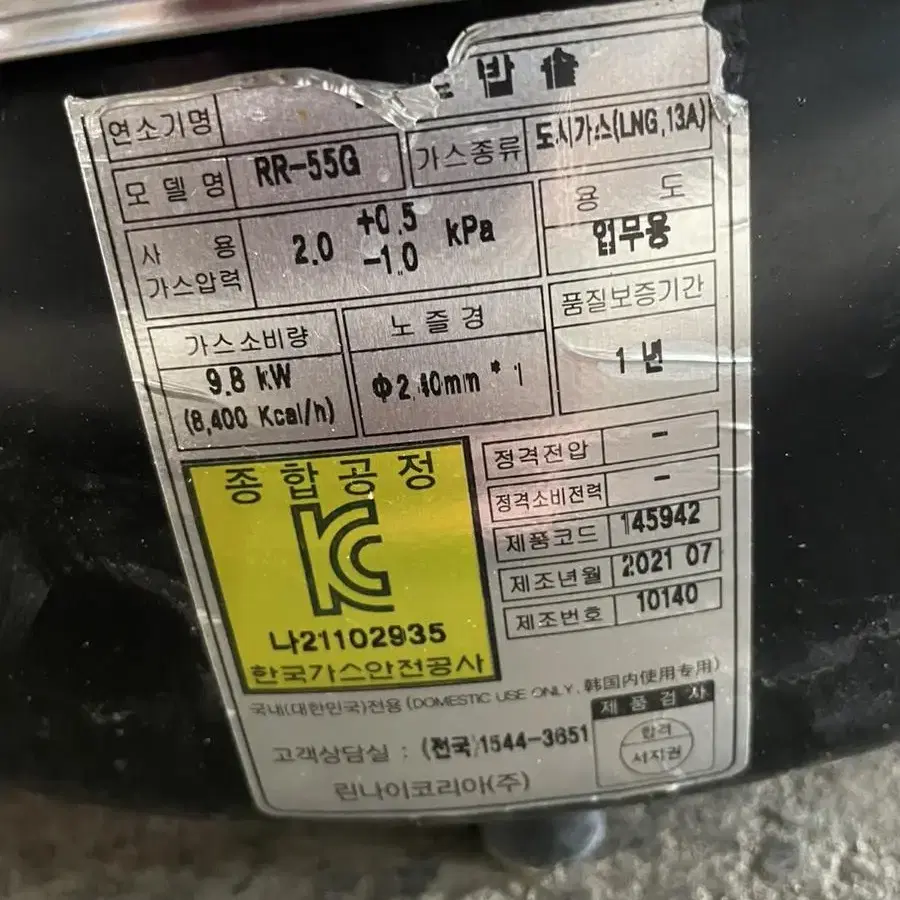 연소기명 반솥
모델명 RR-55G 가스종류 도시가스(LNG,13A)
사용 가스압력 2.0 +0.5 -1.0 kPa 용도 업무용
가스소비량 노즐경 품질보증기간
9.8 kW Φ2.40mm * 1 1 년
(8,400 Kcal/h)
종합공정 정격전압 -
정격소비전력 -
KC 제품코드 145942
제조년월 2021 07
나21102935 제조번호 10140
한국가스안전공사
국내(대한민국)전용 (DOMESTIC USE ONLY, 韩国内使用专用)
제품검사
고객상담실 : (전국)1544-3651 합격
서지권
린나이코리아(주)